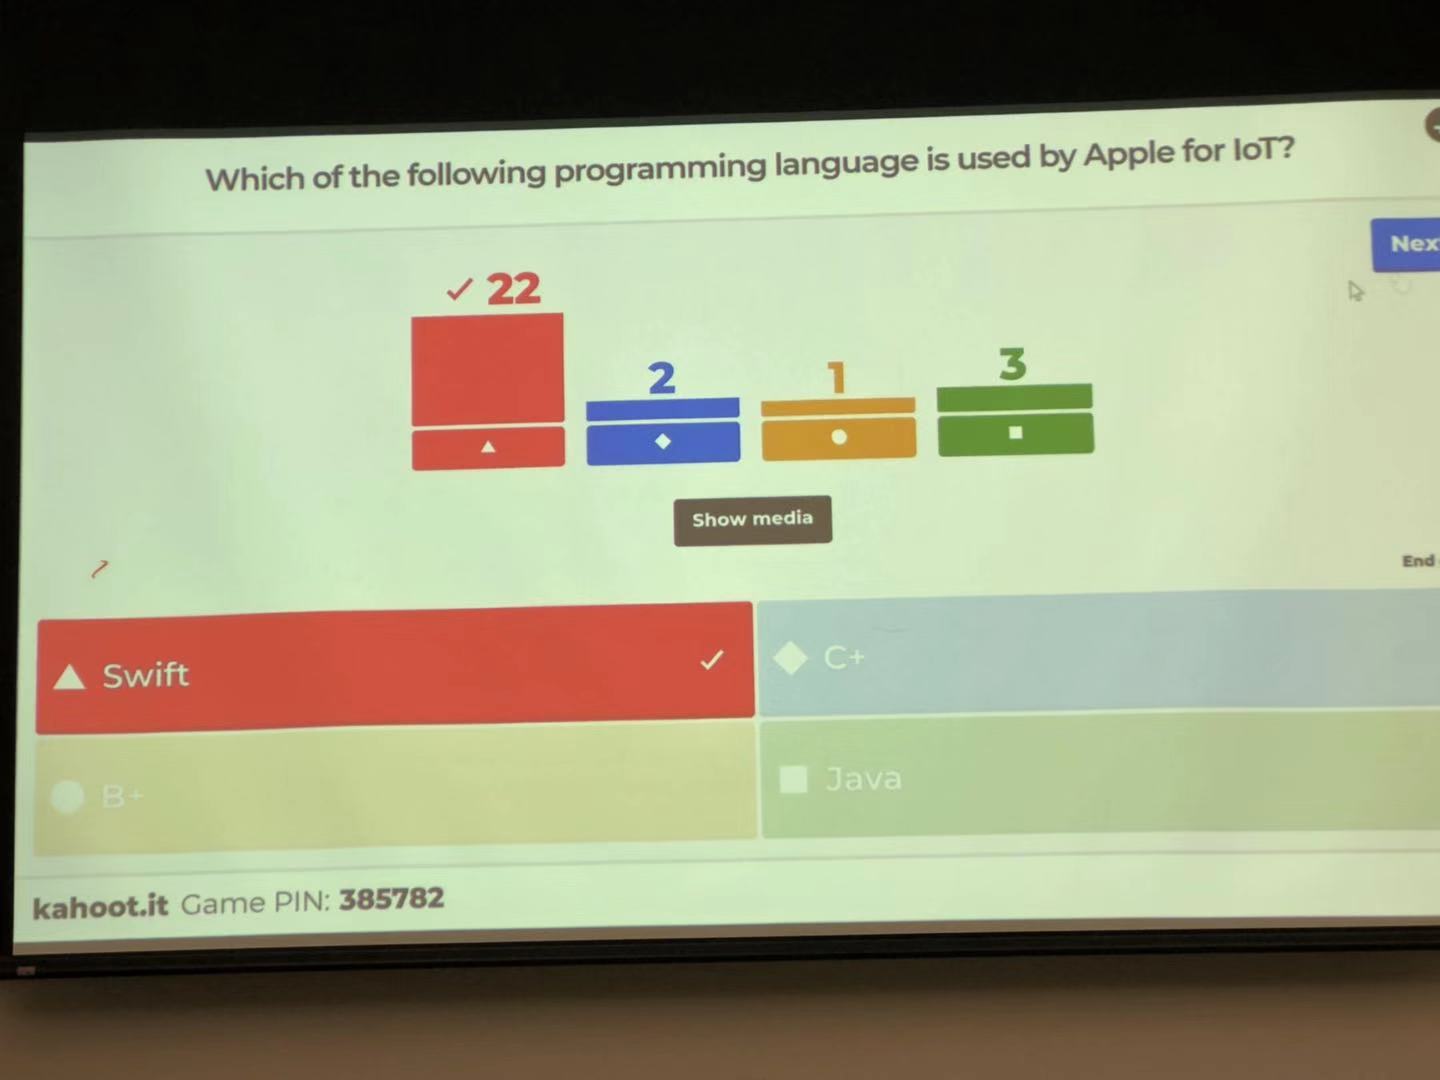 Which of the following programming language is used by Apple for IoT?
Nex
22
2
1
3
Show media
End
Swift
C+
B+
Java
kahoot.it Game PIN: 385782